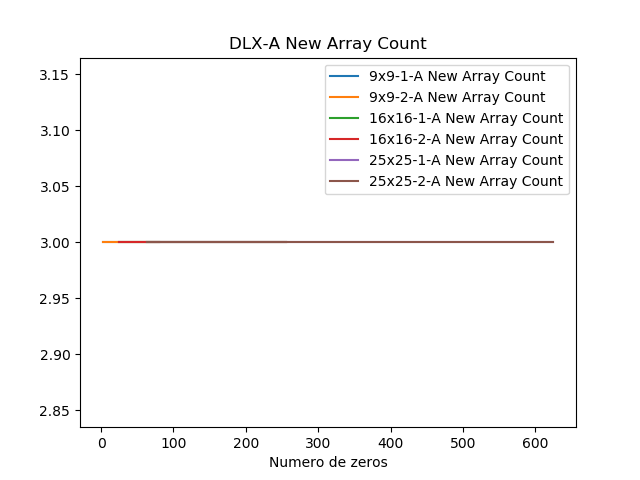 DLX-A New Array Count
3.15
3.10
3.05
3.00
2.95
2.90
2.85
9x9-1-A New Array Count
9x9-2-A New Array Count
16x16-1-A New Array Count
16x16-2-A New Array Count
25x25-1-A New Array Count
25x25-2-A New Array Count
0 100 200 300 400 500 600
Numero de zeros